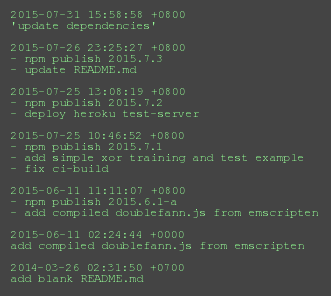 2015-07-31 15:58:58 +0800
'update dependencies'
2015-07-26 23:25:27 +0800
- npm publish 2015.7.3
- update README.md
2015-07-25 13:08:19 +0800
- npm publish 2015.7.2
- deploy heroku test-server
2015-07-25 10:46:52 +0800
- npm publish 2015.7.1
- add simple xor training and test example
- fix ci-build
2015-06-11 11:11:07 +0800
- npm publish 2015.6.1-a
- add compiled doublefann.js from emscripten
2015-06-11 02:24:44 +0000
add compiled doublefann.js from emscripten
2014-03-26 02:31:50 +0700
add blank README.md